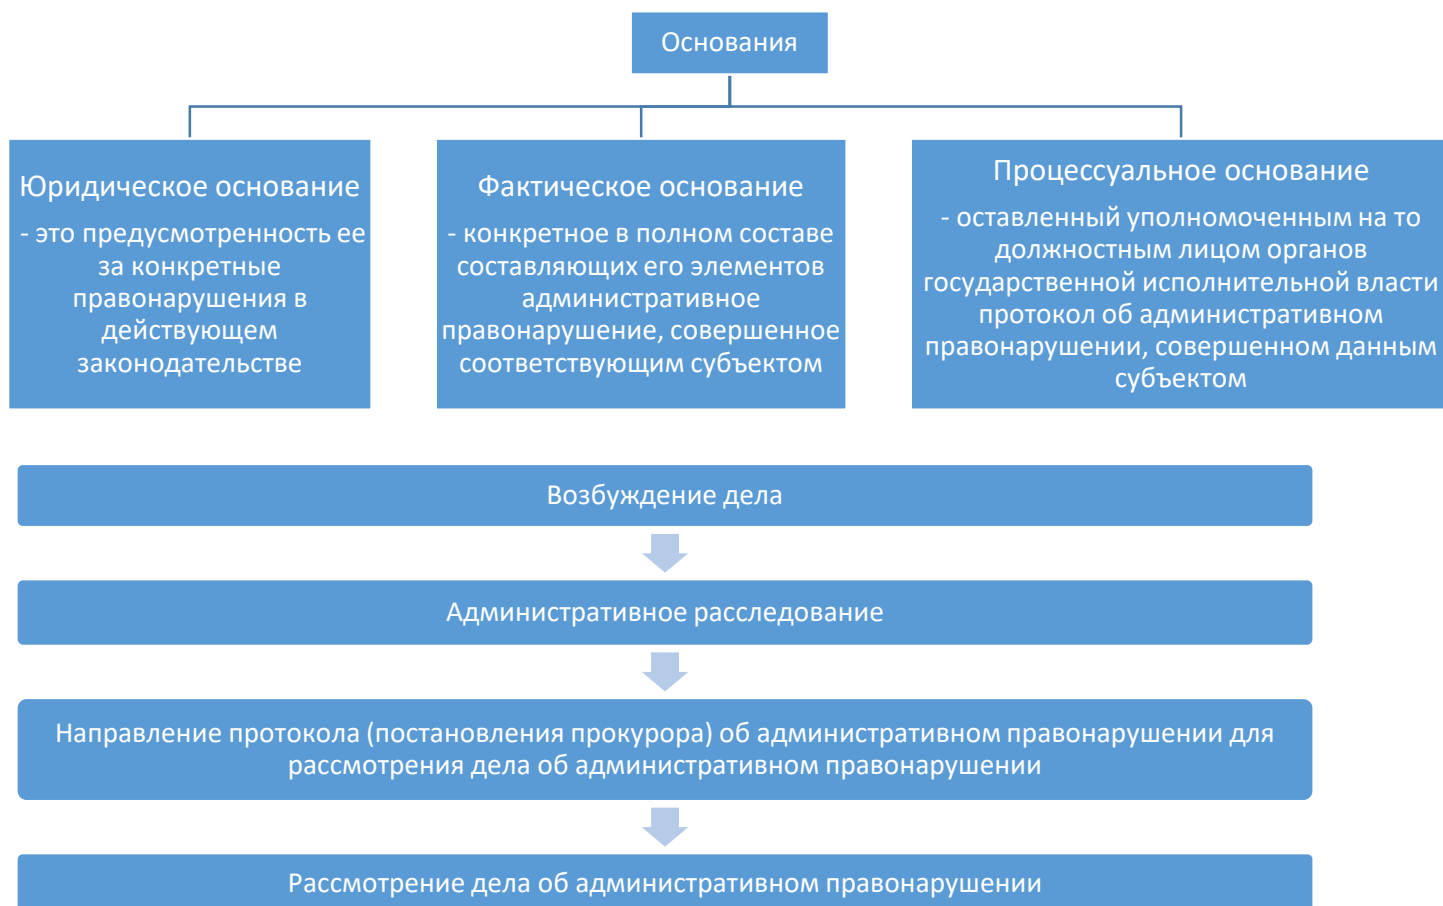 Основания
Юридическое основание
- это предусмотренность ее
за конкретные
правонарушения в
действующем
законодательстве
Фактическое основание
- конкретное в полном составе
составляющих его элементов
административное
правонарушение, совершенное
соответствующим субъектом
Процессуальное основание
- оставленный уполномоченным на то
должностным лицом органов
государственной исполнительной власти
протокол об административном
правонарушении, совершенном данным
субъектом
Возбуждение дела
Административное расследование
Направление протокола (постановления прокурора) об административном правонарушении для
рассмотрения дела об административном правонарушении
Рассмотрение дела об административном правонарушении